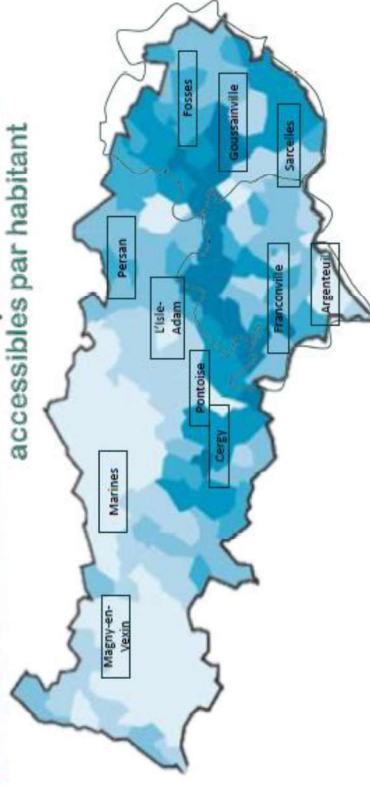 accessibles par habitant
Fosses
Goussainville
Sarcelles
Persan
L'Isle-
Adam
Franconville
Argenteuil
Pontoise
Cergy
Marines
Magny-en-
Vexin